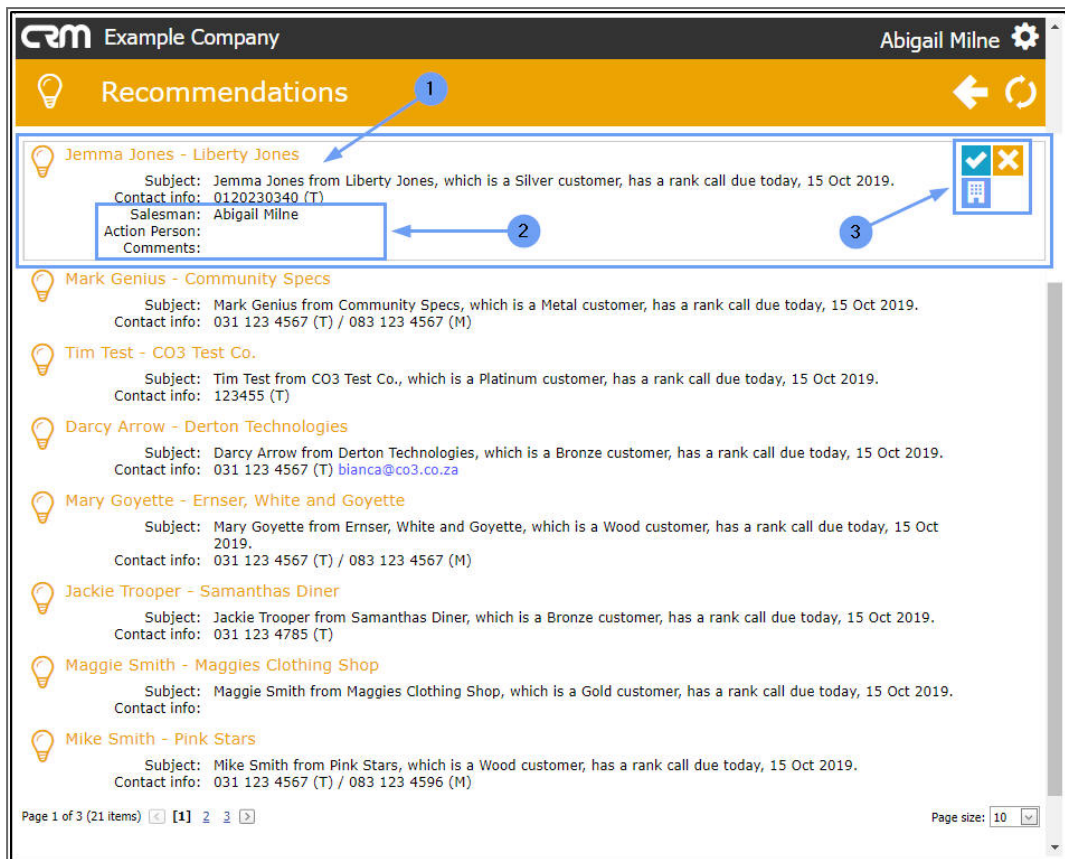 CRM Example Company Abigail Milne
Recommendations
1
Jemma Jones - Liberty Jones
Subject: Jemma Jones from Liberty Jones, which is a Silver customer, has a rank call due today, 15 Oct 2019.
Contact info: 0120230340 (T)
Salesman: Abigail Milne
Action Person:
Comments:
2
3
Mark Genius - Community Specs
Subject: Mark Genius from Community Specs, which is a Metal customer, has a rank call due today, 15 Oct 2019.
Contact info: 031 123 4567 (T) / 083 123 4567 (M)
Tim Test - CO3 Test Co.
Subject: Tim Test from CO3 Test Co., which is a Platinum customer, has a rank call due today, 15 Oct 2019.
Contact info: 123455 (T)
Darcy Arrow - Derton Technologies
Subject: Darcy Arrow from Derton Technologies, which is a Bronze customer, has a rank call due today, 15 Oct 2019.
Contact info: 031 123 4567 (T) bianca@co3.co.za
Mary Goyette - Ernser, White and Goyette
Subject: Mary Goyette from Ernser, White and Goyette, which is a Wood customer, has a rank call due today, 15 Oct
2019.
Contact info: 031 123 4567 (T) / 083 123 4567 (M)
Jackie Trooper - Samanthas Diner
Subject: Jackie Trooper from Samanthas Diner, which is a Bronze customer, has a rank call due today, 15 Oct 2019.
Contact info: 031 123 4785 (T)
Maggie Smith - Maggies Clothing Shop
Subject: Maggie Smith from Maggies Clothing Shop, which is a Gold customer, has a rank call due today, 15 Oct 2019.
Contact info:
Mike Smith - Pink Stars
Subject: Mike Smith from Pink Stars, which is a Wood customer, has a rank call due today, 15 Oct 2019.
Contact info: 031 123 4567 (T) / 083 123 4596 (M)
Page 1 of 3 (21 items) [1] 2 3 Page size: 10